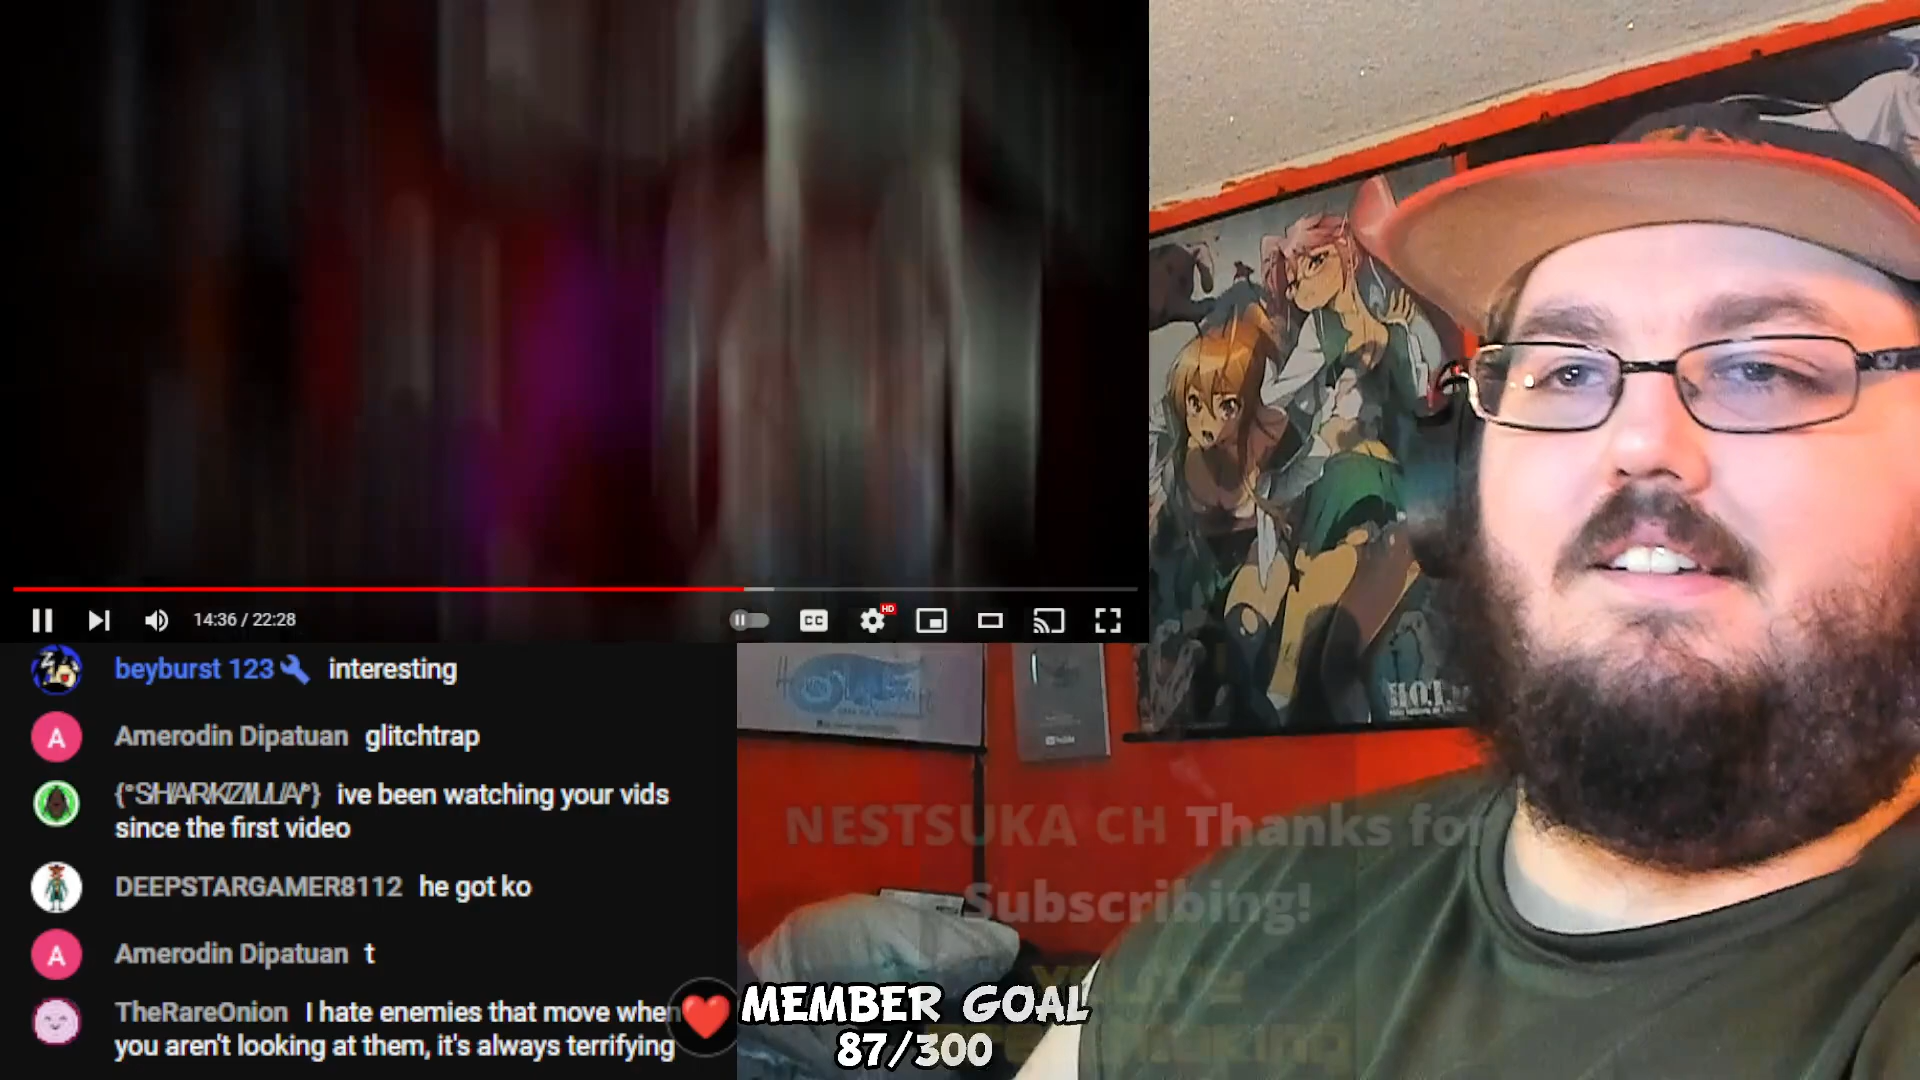 HD
14:36 / 22:28
CC
beyburst 123 interesting
Amerodin Dipatuan glitchtrap
{°SHARKZILLA°} ive been watching your vids
since the first video
DEEPSTARGAMER8112 he got ko
Amerodin Dipatuan t
TheRareOnion I hate enemies that move when
you aren't looking at them, it's always terrifying
NESTSUKA CH Thanks for
Subscribing!
MEMBER GOAL
87/300